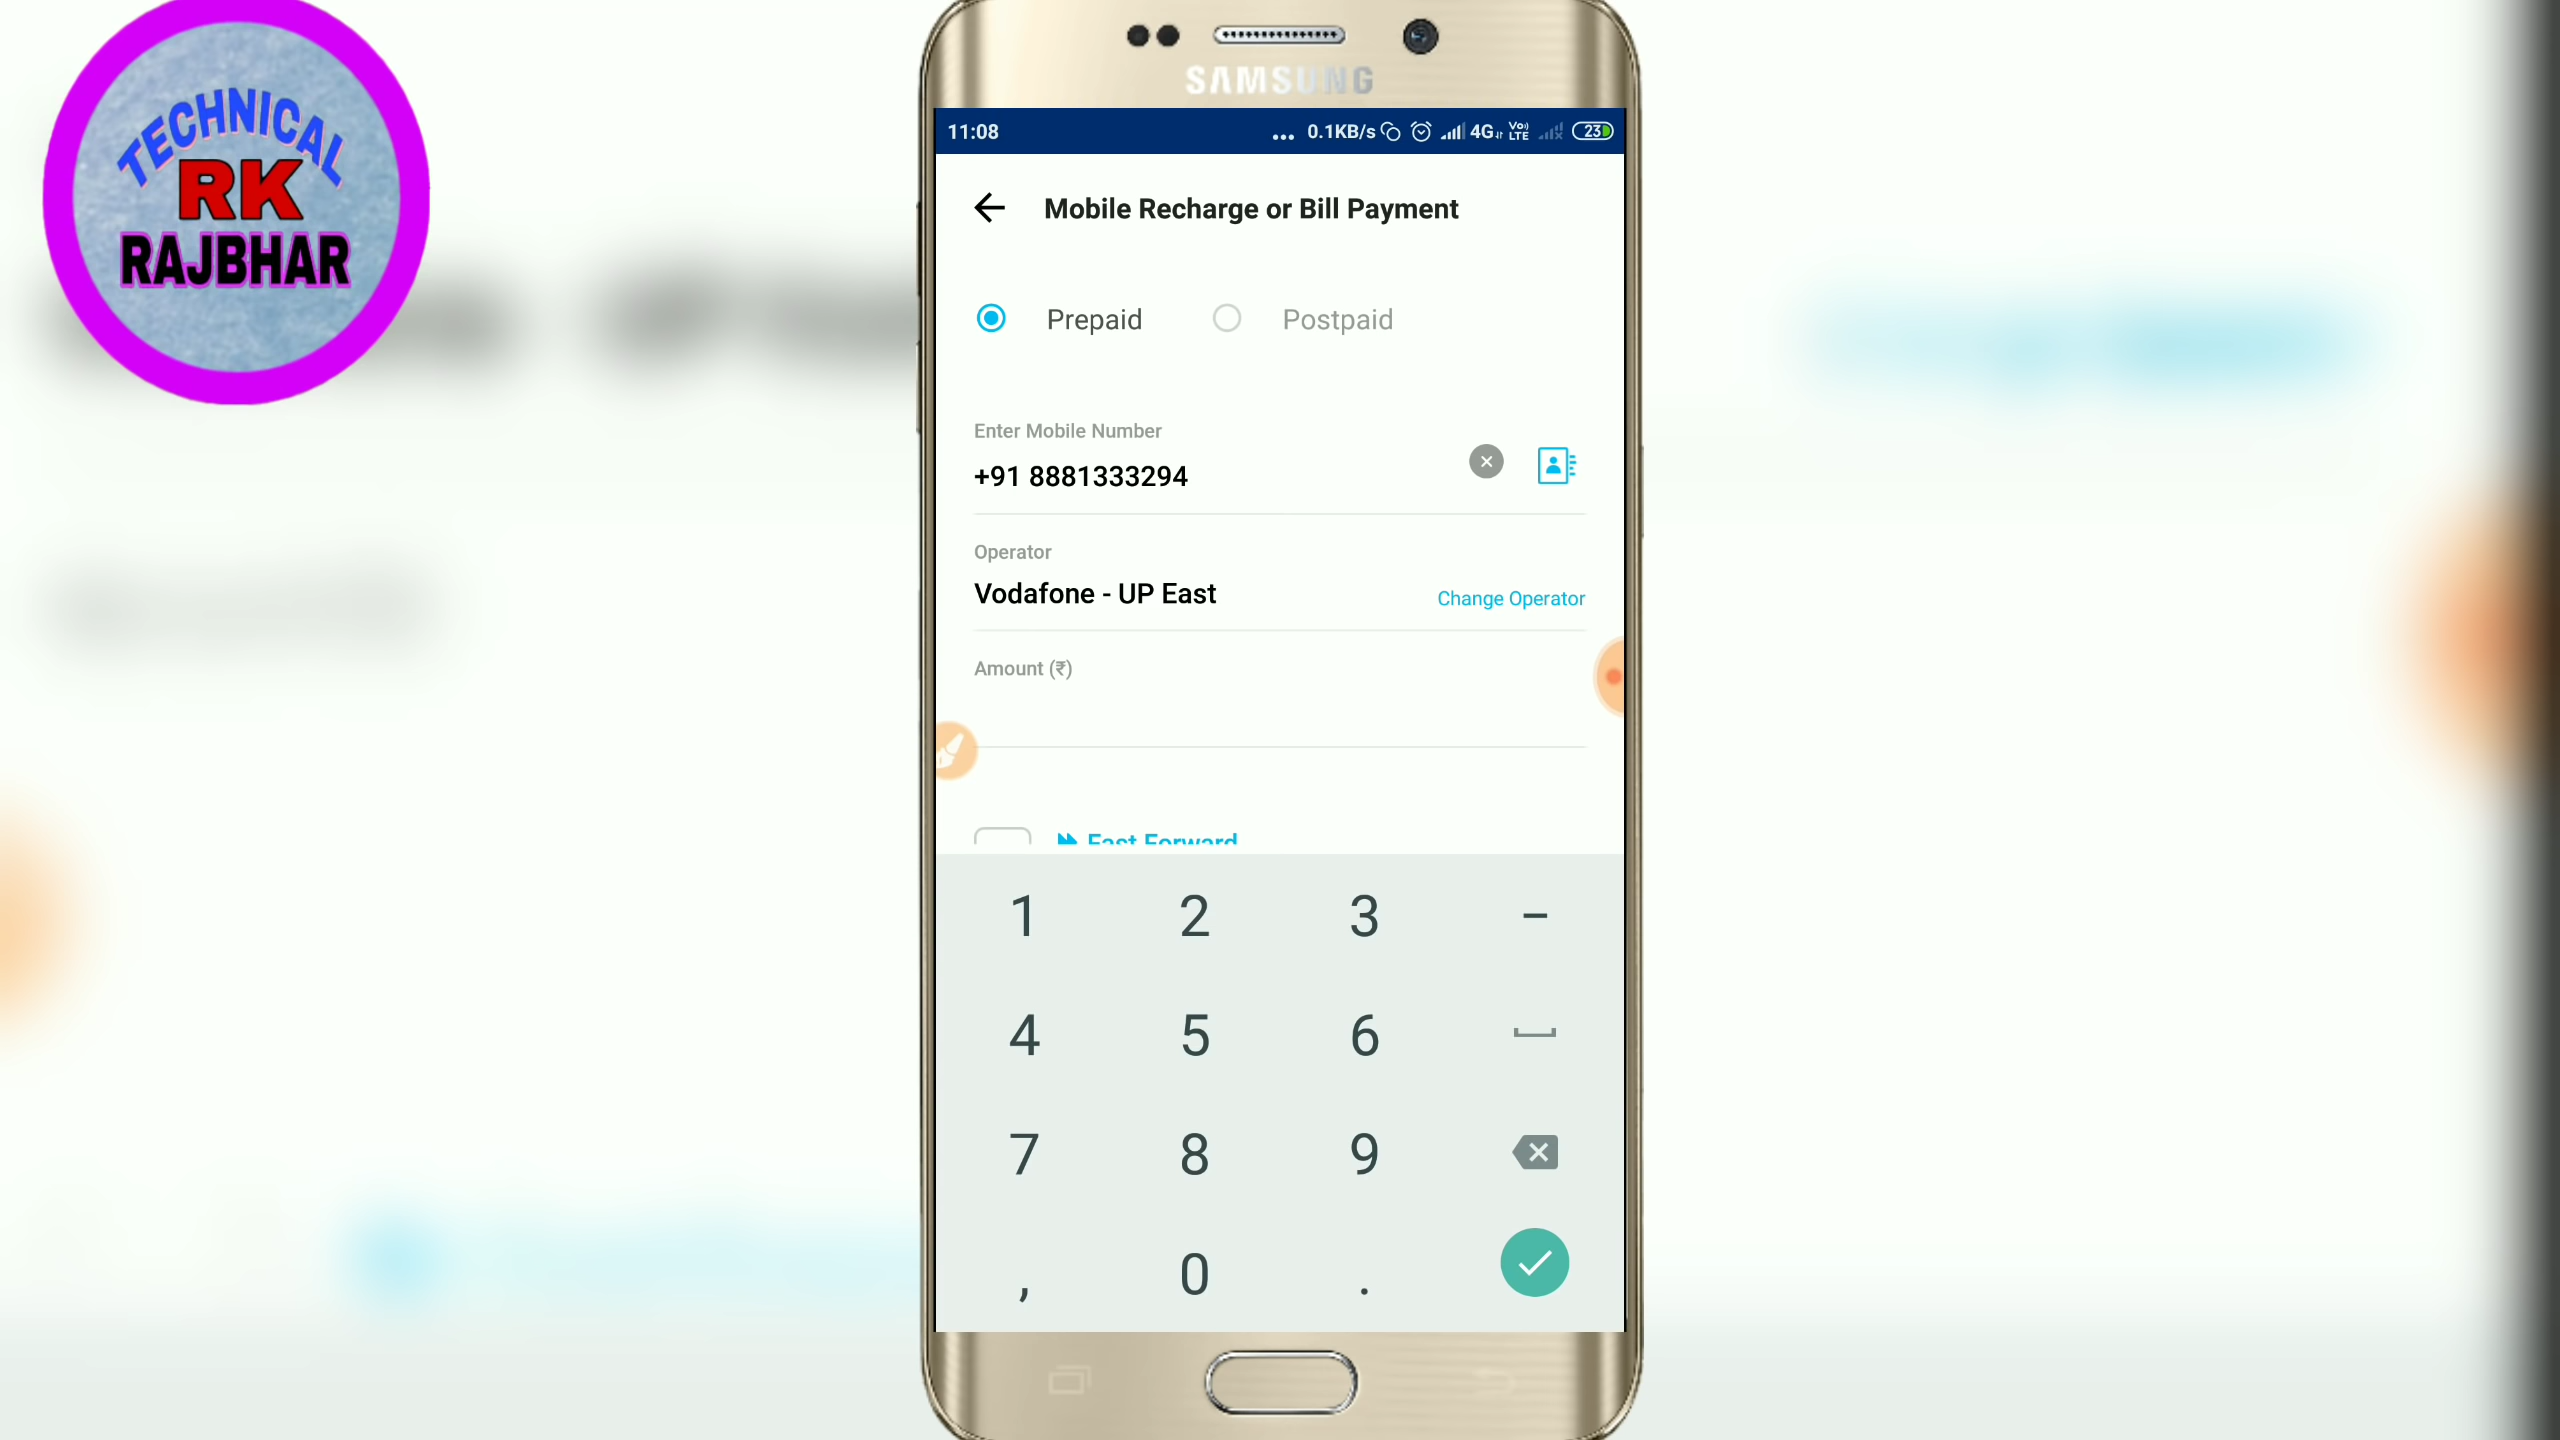 TECHNICAL
RK
RAJBHAR
SAMSUNG
11:08
... 0.1KB/s 4G Vo) LTE 23
Mobile Recharge or Bill Payment
Prepaid Postpaid
Enter Mobile Number
+91 8881333294
Operator
Vodafone - UP East
Change Operator
Amount (₹)
Fast Forward
1 2 3 -
4 5 6
7 8 9
, 0 .